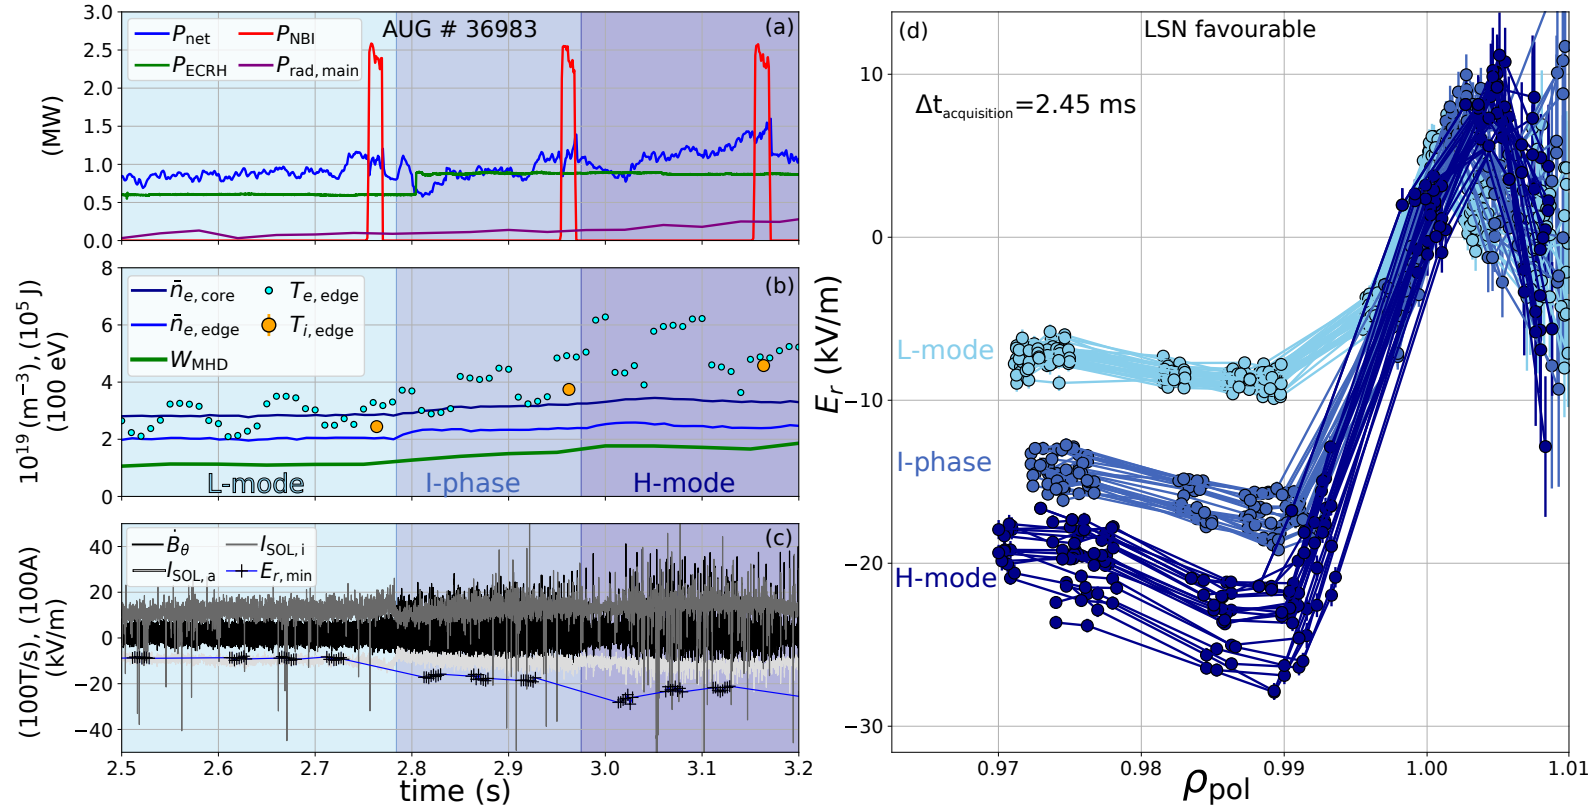 (a)
AUG # 36983
P_net
P_NBI
P_ECRH
P_rad, main
3.0
2.5
2.0
1.5
1.0
0.5
0.0
(MW)
(b)
n̄_e, core
T_e, edge
n̄_e, edge
T_i, edge
W_MHD
8
6
4
2
0
10^19 (m^−3), (10^5 J)
(100 eV)
L-mode
I-phase
H-mode
(c)
Ḃ_θ
I_SOL, i
I_SOL, a
E_r, min
40
20
0
−20
−40
(100T/s), (100A)
(kV/m)
2.5 2.6 2.7 2.8 2.9 3.0 3.1 3.2
time (s)
(d)
LSN favourable
Δt_acquisition=2.45 ms
10
0
−10
−20
−30
E_r (kV/m)
L-mode
I-phase
H-mode
0.97 0.98 0.99 1.00 1.01
ρ_pol